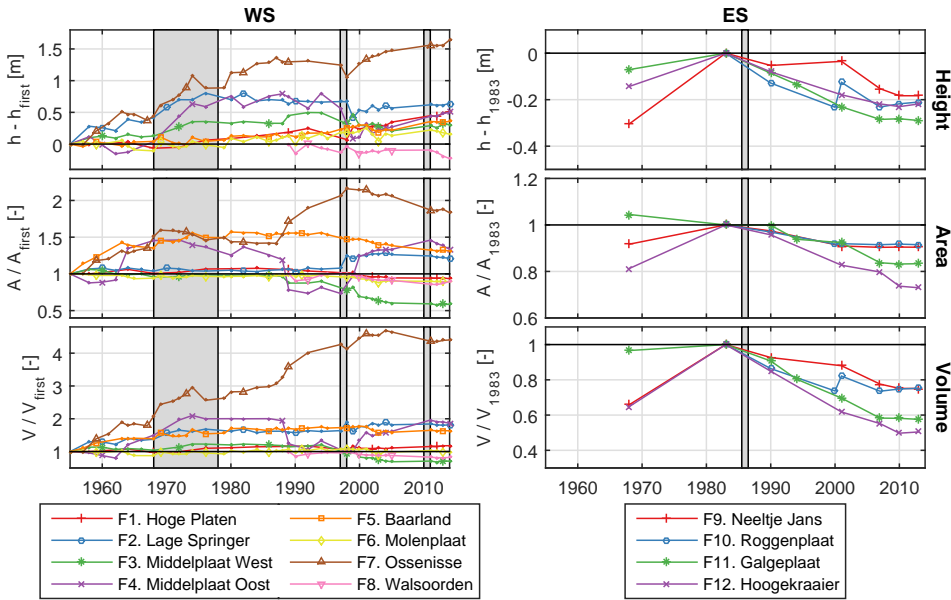 WS
ES
h - h_first [m]
1.5
1
0.5
0
h - h_1983 [m]
0
-0.2
-0.4
Height
A / A_first [-]
2
1.5
1
0.5
A / A_1983 [-]
1.2
1
0.8
0.6
Area
V / V_first [-]
4
3
2
1
V / V_1983 [-]
1
0.8
0.6
0.4
Volume
1960 1970 1980 1990 2000 2010
1960 1970 1980 1990 2000 2010
F1. Hoge Platen
F2. Lage Springer
F3. Middelplaat West
F4. Middelplaat Oost
F5. Baarland
F6. Molenplaat
F7. Ossenisse
F8. Walsoorden
F9. Neeltje Jans
F10. Roggenplaat
F11. Galgeplaat
F12. Hoogekraaier